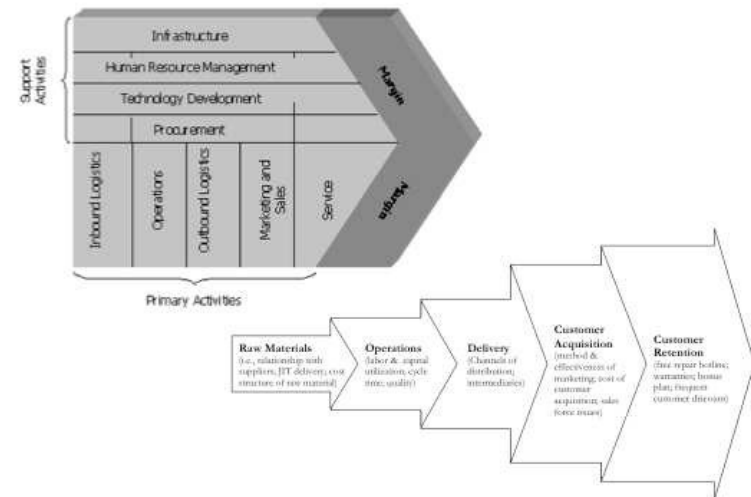 Infrastructure
Human Resource Management
Technology Development
Procurement
Support
Activities
Inbound Logistics
Operations
Outbound Logistics
Marketing and
Sales
Service
Margin
Margin
Primary Activities
Raw Materials
(i.e., relationship with
suppliers; JIT delivery; cost
structure of raw material)
Operations
(labor & capital
utilization; cycle
time; quality)
Delivery
(Channels of
distribution;
intermediaries)
Customer
Acquisition
(method &
effectiveness of
marketing; cost of
customer
acquisition; sales
force issues)
Customer
Retention
(free repair hotline;
warranties; bonus
plan; frequent
customer discount)